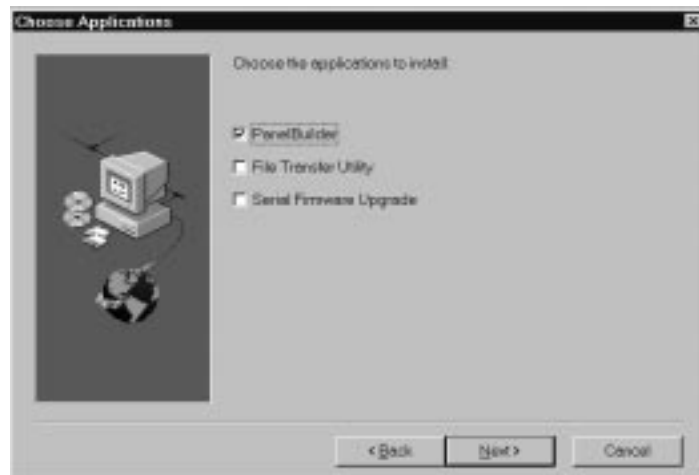 Choose Applications
Choose the applications to install:
PanelBuilder
File Transfer Utility
Serial Firmware Upgrade
< Back
Next >
Cancel